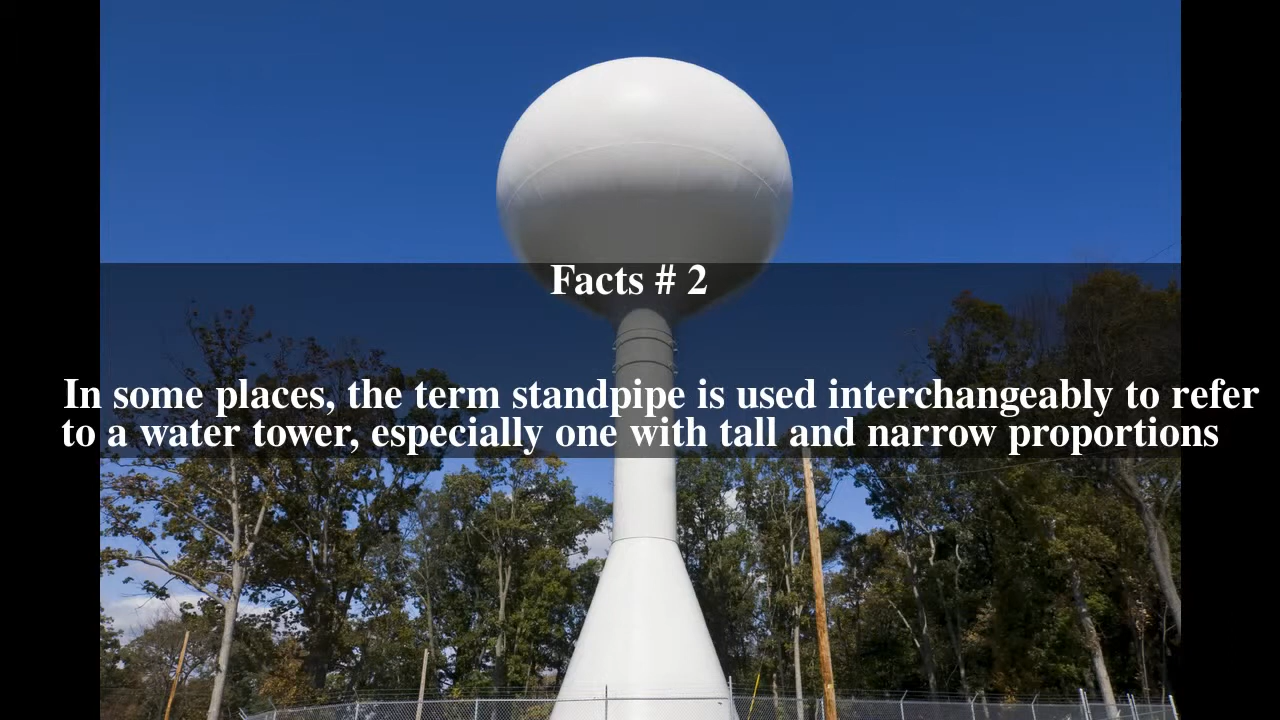 Facts # 2
In some places, the term standpipe is used interchangeably to refer
to a water tower, especially one with tall and narrow proportions